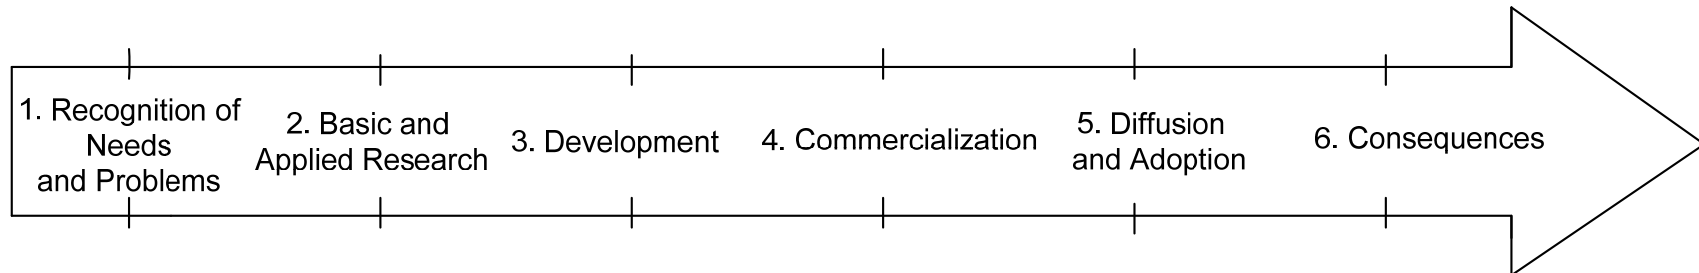 1. Recognition of
Needs
and Problems
2. Basic and
Applied Research
3. Development
4. Commercialization
5. Diffusion
and Adoption
6. Consequences